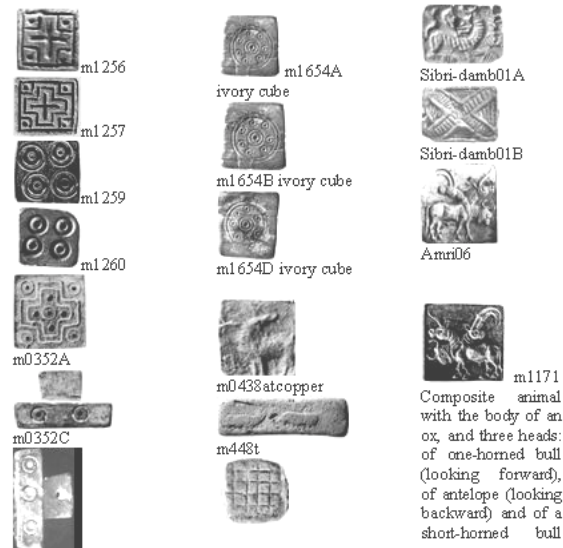 m1256
m1257
m1259
m1260
m0352A
m0352C
m1654A
ivory cube
m1654B ivory cube
m1654D ivory cube
m0438atcopper
m448t
Sibri-damb01A
Sibri-damb01B
Amri06
m1171
Composite animal
with the body of an
ox, and three heads:
of one-horned bull
(looking forward),
of antelope (looking
backward) and of a
short-horned bull